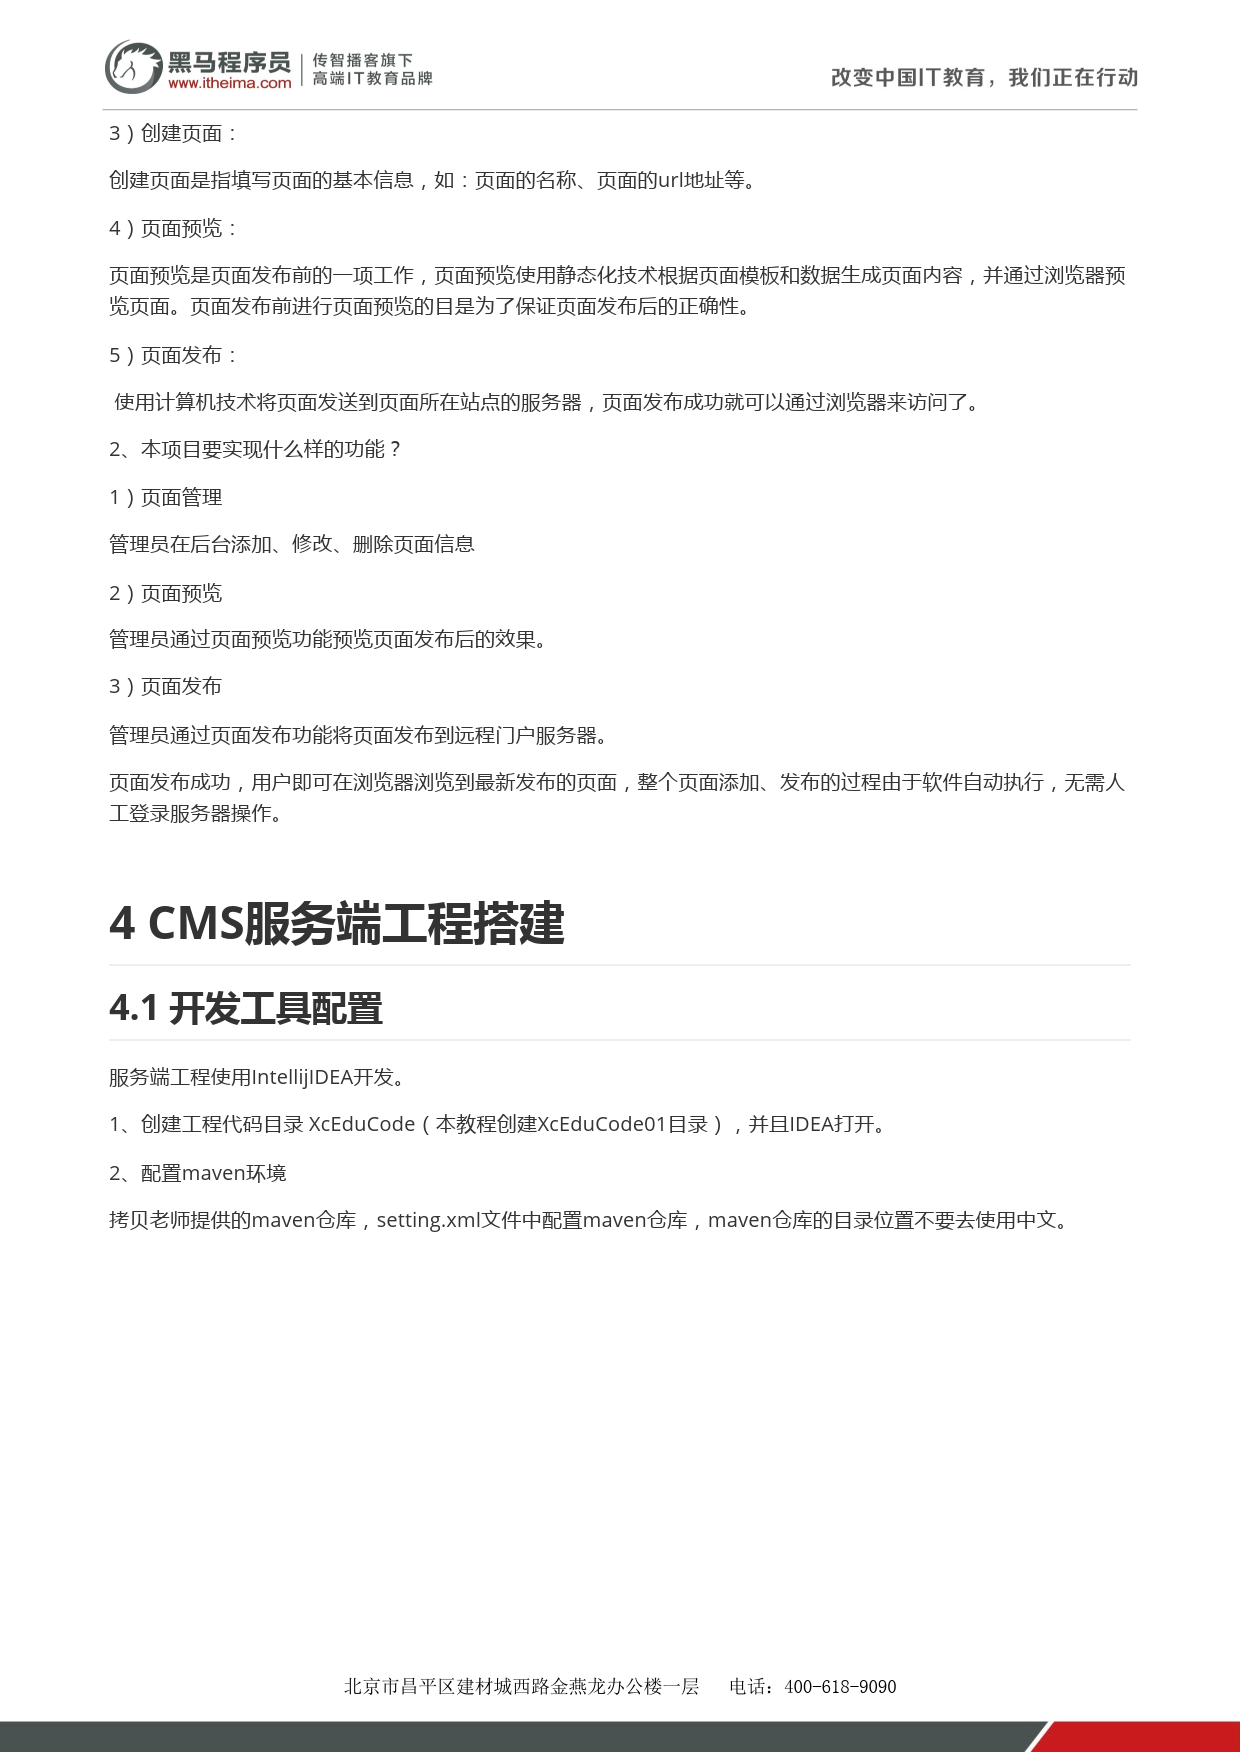 黑马程序员
www.itheima.com
传智播客旗下
高端IT教育品牌
改变中国IT教育，我们正在行动
3）创建页面：
创建页面是指填写页面的基本信息，如：页面的名称、页面的url地址等。
4）页面预览：
页面预览是页面发布前的一项工作，页面预览使用静态化技术根据页面模板和数据生成页面内容，并通过浏览器预
览页面。页面发布前进行页面预览的目是为了保证页面发布后的正确性。
5）页面发布：
使用计算机技术将页面发送到页面所在站点的服务器，页面发布成功就可以通过浏览器来访问了。
2、本项目要实现什么样的功能？
1）页面管理
管理员在后台添加、修改、删除页面信息
2）页面预览
管理员通过页面预览功能预览页面发布后的效果。
3）页面发布
管理员通过页面发布功能将页面发布到远程门户服务器。
页面发布成功，用户即可在浏览器浏览到最新发布的页面，整个页面添加、发布的过程由于软件自动执行，无需人
工登录服务器操作。
4 CMS服务端工程搭建
4.1 开发工具配置
服务端工程使用IntellijIDEA开发。
1、创建工程代码目录 XcEduCode（本教程创建XcEduCode01目录），并且IDEA打开。
2、配置maven环境
拷贝老师提供的maven仓库，setting.xml文件中配置maven仓库，maven仓库的目录位置不要去使用中文。
北京市昌平区建材城西路金燕龙办公楼一层 电话：400-618-9090